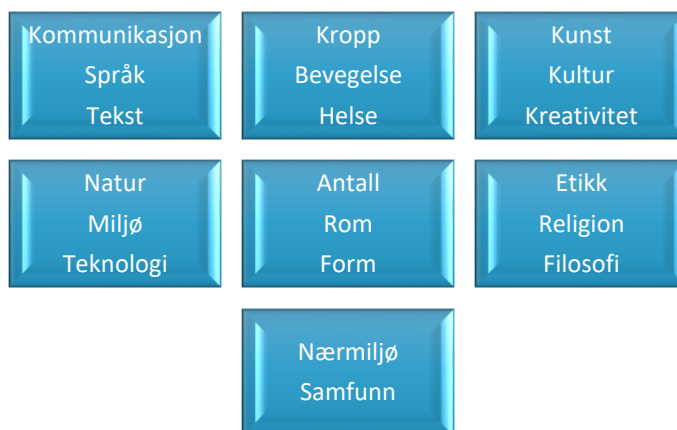 Kommunikasjon
Språk
Tekst
Kropp
Bevegelse
Helse
Kunst
Kultur
Kreativitet
Natur
Miljø
Teknologi
Antall
Rom
Form
Etikk
Religion
Filosofi
Nærmiljø
Samfunn